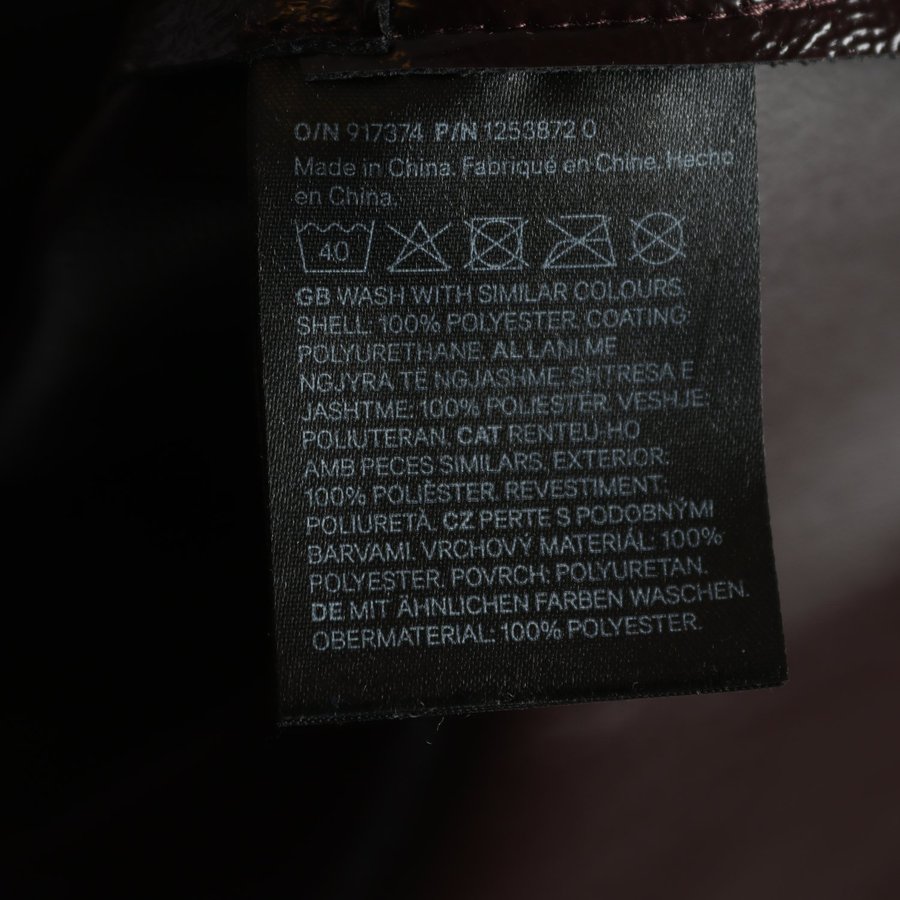 O/N 917374 P/N 1253872 0
Made in China. Fabriqué en Chine. Hecho
en China.
40
GB WASH WITH SIMILAR COLOURS.
SHELL: 100% POLYESTER. COATING:
POLYURETHANE. AL LANI ME
NGJYRA TË NGJASHME. SHTRESA E
JASHTME: 100% POLIESTËR. VESHJE:
POLIUTERAN. CAT RENTEU-HO
AMB PECES SIMILARS. EXTERIOR:
100% POLIÈSTER. REVESTIMENT:
POLIURETÀ. CZ PERTE S PODOBNÝMI
BARVAMI. VRCHOVÝ MATERIÁL: 100%
POLYESTER. POVRCH: POLYURETAN.
DE MIT ÄHNLICHEN FARBEN WASCHEN.
OBERMATERIAL: 100% POLYESTER.